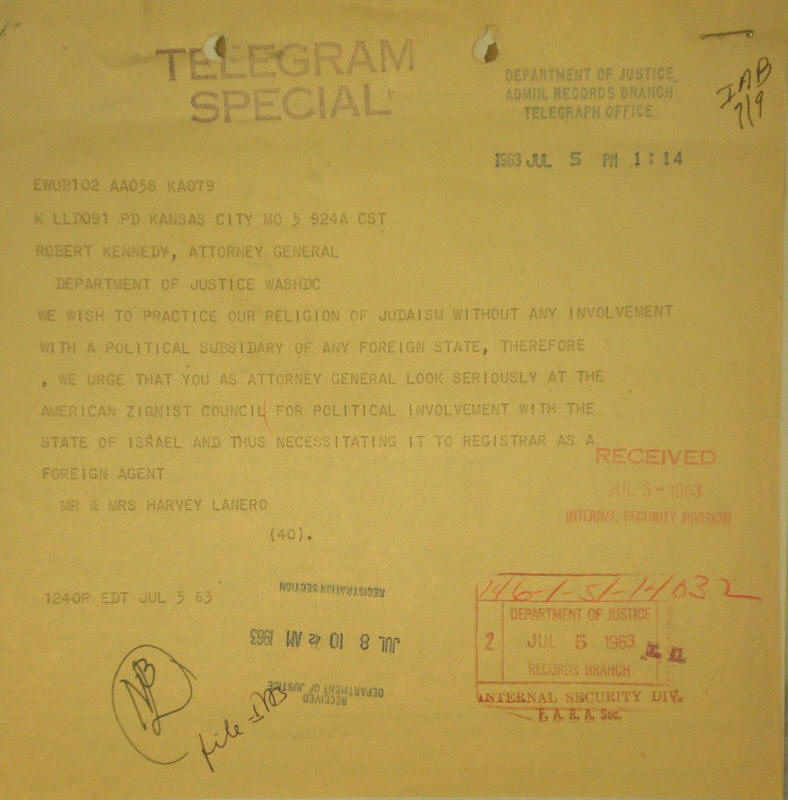 TELEGRAM
SPECIAL
DEPARTMENT OF JUSTICE
ADMIN. RECORDS BRANCH
TELEGRAPH OFFICE
IAB
7/9
1963 JUL 5 PM 1:14
EWUB102 AA058 KA079
K LLD091 PD KANSAS CITY MO 5 924A CST
ROBERT KENNEDY, ATTORNEY GENERAL
DEPARTMENT OF JUSTICE WASHDC
WE WISH TO PRACTICE OUR RELIGION OF JUDAISM WITHOUT ANY INVOLVEMENT
WITH A POLITICAL SUBSIDARY OF ANY FOREIGN STATE, THEREFORE
, WE URGE THAT YOU AS ATTORNEY GENERAL LOOK SERIOUSLY AT THE
AMERICAN ZIONIST COUNCIL FOR POLITICAL INVOLVEMENT WITH THE
STATE OF ISRAEL AND THUS NECESSITATING IT TO REGISTRAR AS A
FOREIGN AGENT
MR & MRS HARVEY LANERO
(40).
RECEIVED
JUL 5 - 1963
INTERNAL SECURITY DIVISION
1240P EDT JUL 5 63
RECEIVED
DEPARTMENT OF JUSTICE
JUL 8 10 42 AM 1963
REGISTRATION SECTION
146-1-51-14032
DEPARTMENT OF JUSTICE
2 JUL 5 1963
RECORDS BRANCH
INTERNAL SECURITY DIV.
F. A. R. A. Sec.
file